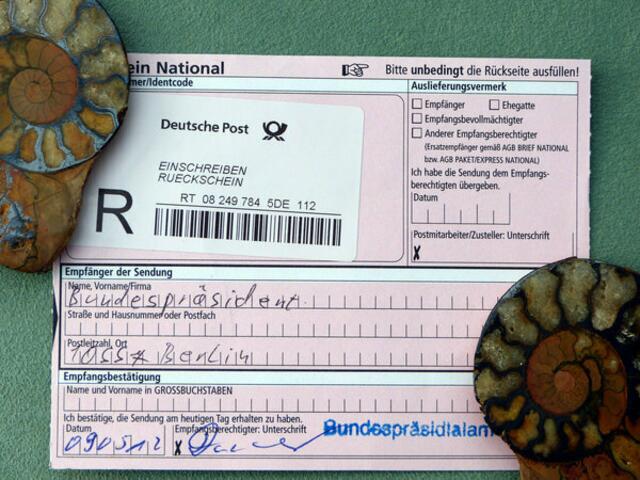 ein National
Bitte unbedingt die Rückseite ausfüllen!
mer/Identcode
Deutsche Post
EINSCHREIBEN
RUECKSCHEIN
R
RT 08 249 784 5DE 112
Auslieferungsvermerk
Empfänger Ehegatte
Empfangsbevollmächtigter
Anderer Empfangsberechtigter
(Ersatzempfänger gemäß AGB BRIEF NATIONAL
bzw. AGB PAKET/EXPRESS NATIONAL)
Ich habe die Sendung dem Empfangs-
berechtigten übergeben.
Datum
Postmitarbeiter/Zusteller: Unterschrift
X
Empfänger der Sendung
Name, Vorname/Firma
Bundespräsident
Straße und Hausnummer oder Postfach
Postleitzahl, Ort
10557 Berlin
Empfangsbestätigung
Name und Vorname in GROSSBUCHSTABEN
Ich bestätige, die Sendung am heutigen Tag erhalten zu haben.
Datum Empfangsberechtigter: Unterschrift
090512 X
Bundespräsidialam